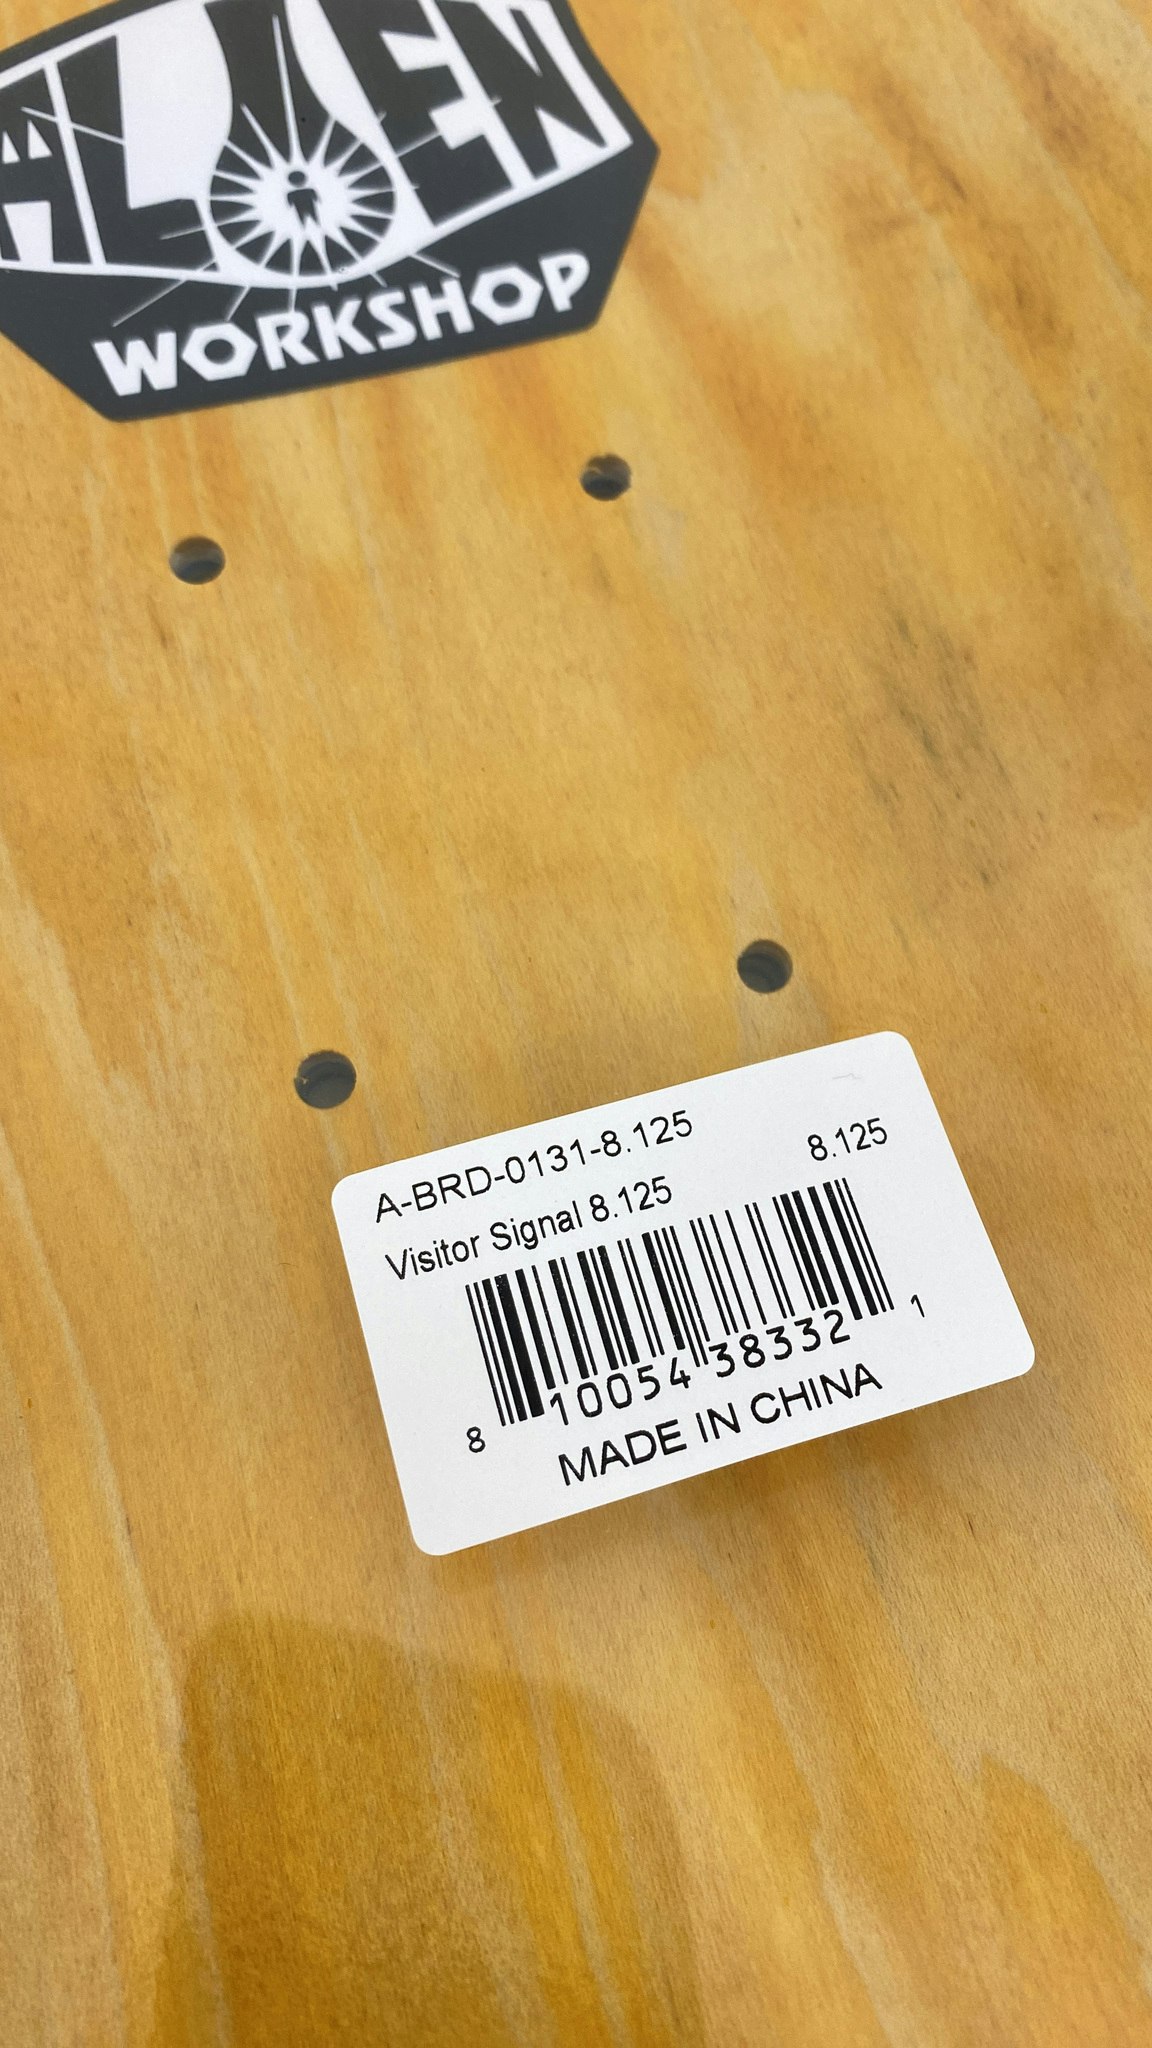 ALIEN
WORKSHOP
A-BRD-0131-8.125
Visitor Signal 8.125
8.125
8 10054 38332 1
MADE IN CHINA